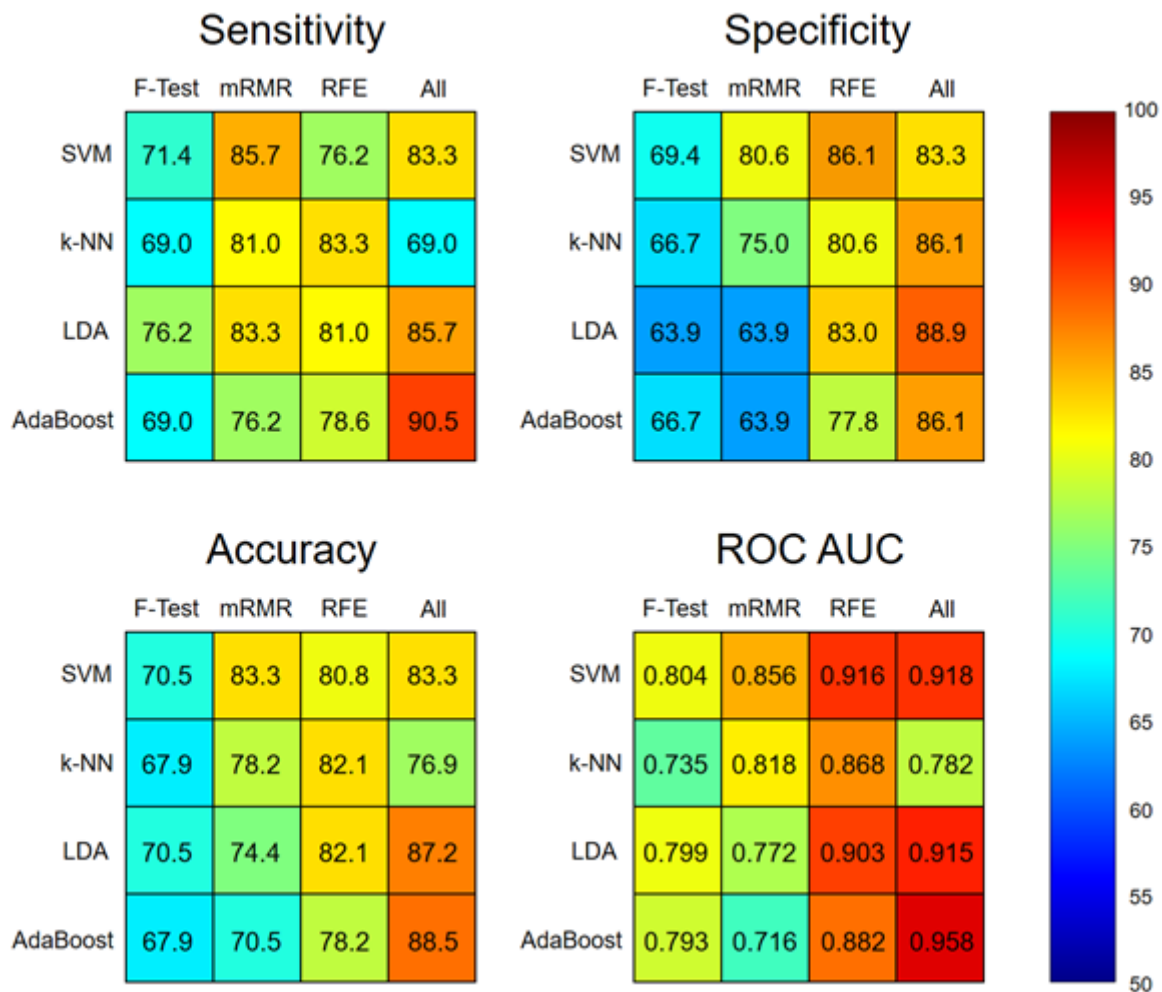 Sensitivity
F-Test mRMR RFE All
SVM 71.4 85.7 76.2 83.3
k-NN 69.0 81.0 83.3 69.0
LDA 76.2 83.3 81.0 85.7
AdaBoost 69.0 76.2 78.6 90.5
Specificity
F-Test mRMR RFE All
SVM 69.4 80.6 86.1 83.3
k-NN 66.7 75.0 80.6 86.1
LDA 63.9 63.9 83.0 88.9
AdaBoost 66.7 63.9 77.8 86.1
Accuracy
F-Test mRMR RFE All
SVM 70.5 83.3 80.8 83.3
k-NN 67.9 78.2 82.1 76.9
LDA 70.5 74.4 82.1 87.2
AdaBoost 67.9 70.5 78.2 88.5
ROC AUC
F-Test mRMR RFE All
SVM 0.804 0.856 0.916 0.918
k-NN 0.735 0.818 0.868 0.782
LDA 0.799 0.772 0.903 0.915
AdaBoost 0.793 0.716 0.882 0.958
100
95
90
85
80
75
70
65
60
55
50